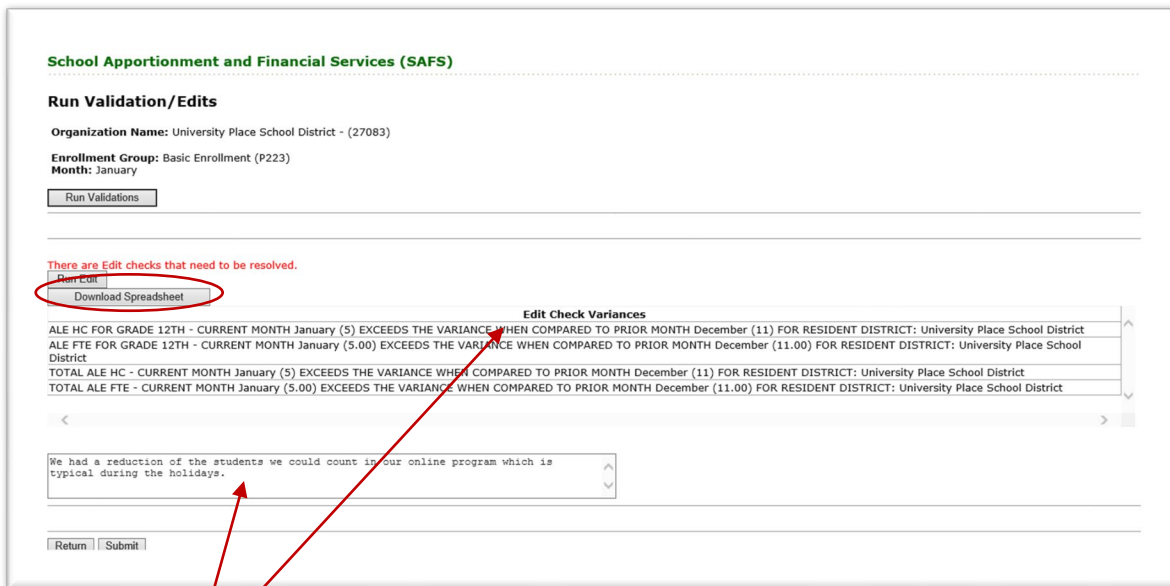 School Apportionment and Financial Services (SAFS)
Run Validation/Edits
Organization Name: University Place School District - (27083)
Enrollment Group: Basic Enrollment (P223)
Month: January
Run Validations
There are Edit checks that need to be resolved.
Run Edit
Download Spreadsheet
Edit Check Variances
ALE HC FOR GRADE 12TH - CURRENT MONTH January (5) EXCEEDS THE VARIANCE WHEN COMPARED TO PRIOR MONTH December (11) FOR RESIDENT DISTRICT: University Place School District
ALE FTE FOR GRADE 12TH - CURRENT MONTH January (5.00) EXCEEDS THE VARIANCE WHEN COMPARED TO PRIOR MONTH December (11.00) FOR RESIDENT DISTRICT: University Place School
District
TOTAL ALE HC - CURRENT MONTH January (5) EXCEEDS THE VARIANCE WHEN COMPARED TO PRIOR MONTH December (11) FOR RESIDENT DISTRICT: University Place School District
TOTAL ALE FTE - CURRENT MONTH January (5.00) EXCEEDS THE VARIANCE WHEN COMPARED TO PRIOR MONTH December (11.00) FOR RESIDENT DISTRICT: University Place School District
We had a reduction of the students we could count in our online program which is
typical during the holidays.
Return Submit